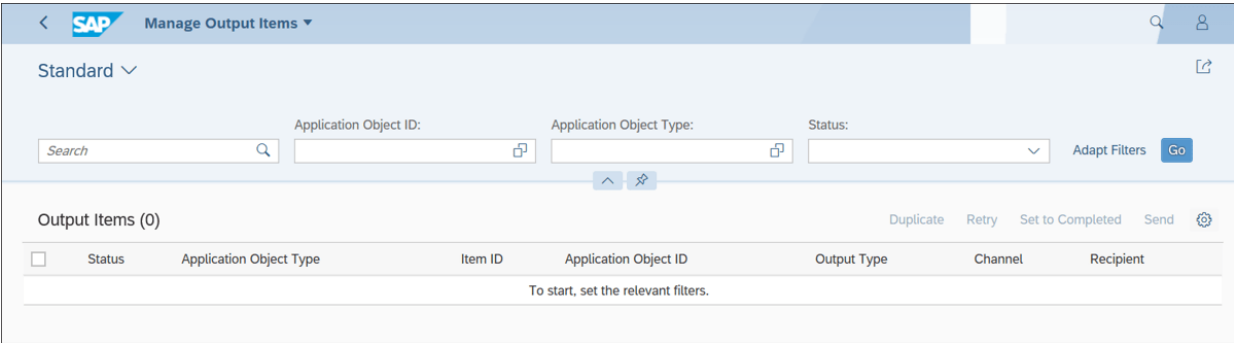 SAP Manage Output Items
Standard
Application Object ID: Application Object Type: Status:
Search Adapt Filters Go
Output Items (0) Duplicate Retry Set to Completed Send
Status Application Object Type Item ID Application Object ID Output Type Channel Recipient
To start, set the relevant filters.